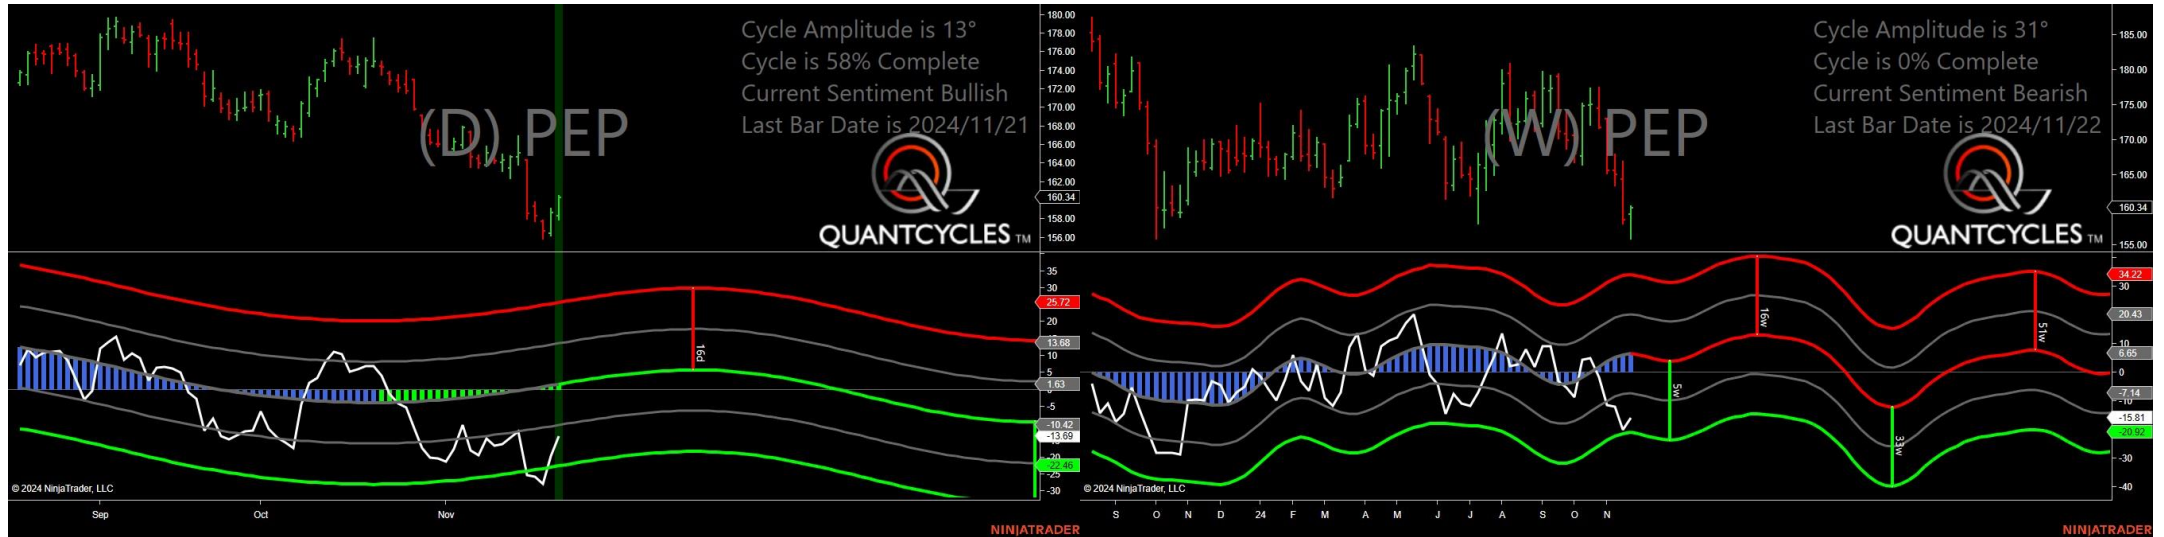 Cycle Amplitude is 13°
Cycle is 58% Complete
Current Sentiment Bullish
Last Bar Date is 2024/11/21
(D) PEP
QUANTCYCLES TM
180.00
178.00
176.00
174.00
172.00
170.00
168.00
166.00
164.00
162.00
160.34
158.00
156.00
35
30
25.72
20
13.68
10
5
1.63
-5
-10.42
-13.69
-20
-22.46
-25
-30
16d
© 2024 NinjaTrader, LLC
Sep Oct Nov
NINJATRADER
Cycle Amplitude is 31°
Cycle is 0% Complete
Current Sentiment Bearish
Last Bar Date is 2024/11/22
(W) PEP
QUANTCYCLES TM
185.00
180.00
175.00
170.00
165.00
160.34
155.00
34.22
30
20.43
10
6.65
0
-7.14
-10
-15.81
-20.92
-30
-40
5w
16w
33w
51w
© 2024 NinjaTrader, LLC
S O N D 24 F M A M J J A S O N
NINJATRADER